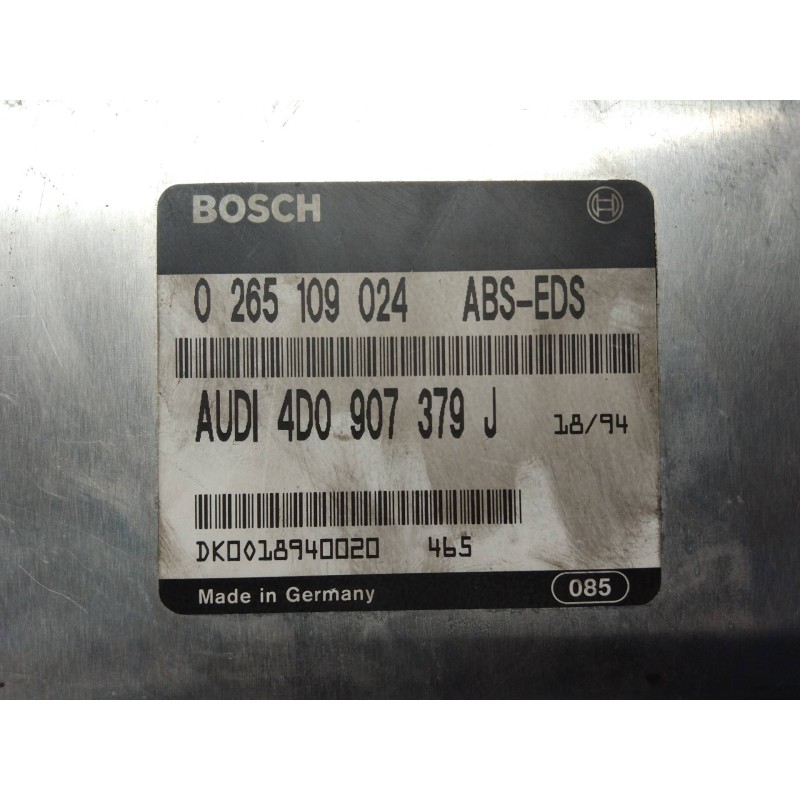 BOSCH
0 265 109 024 ABS-EDS
AUDI 4D0 907 379 J 18/94
DK0018940020 465
Made in Germany 085